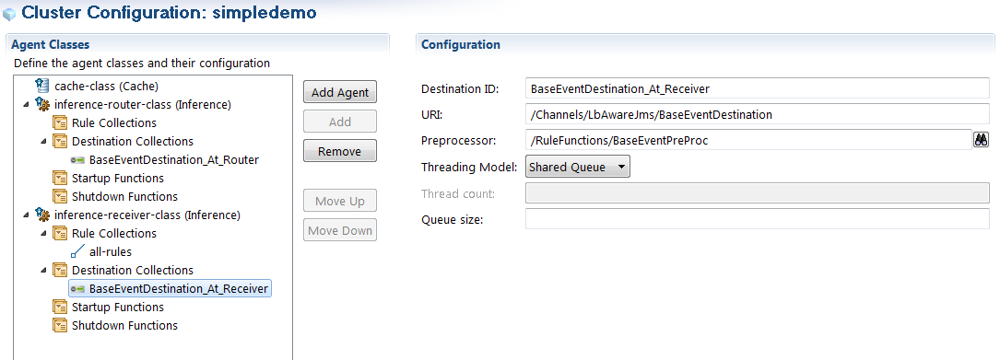 Cluster Configuration: simpledemo
Agent Classes
Define the agent classes and their configuration
cache-class (Cache)
inference-router-class (Inference)
Rule Collections
Destination Collections
BaseEventDestination_At_Router
Startup Functions
Shutdown Functions
inference-receiver-class (Inference)
Rule Collections
all-rules
Destination Collections
BaseEventDestination_At_Receiver
Startup Functions
Shutdown Functions
Add Agent
Add
Remove
Move Up
Move Down
Configuration
Destination ID: BaseEventDestination_At_Receiver
URI: /Channels/LbAwareJms/BaseEventDestination
Preprocessor: /RuleFunctions/BaseEventPreProc
Threading Model: Shared Queue
Thread count:
Queue size: